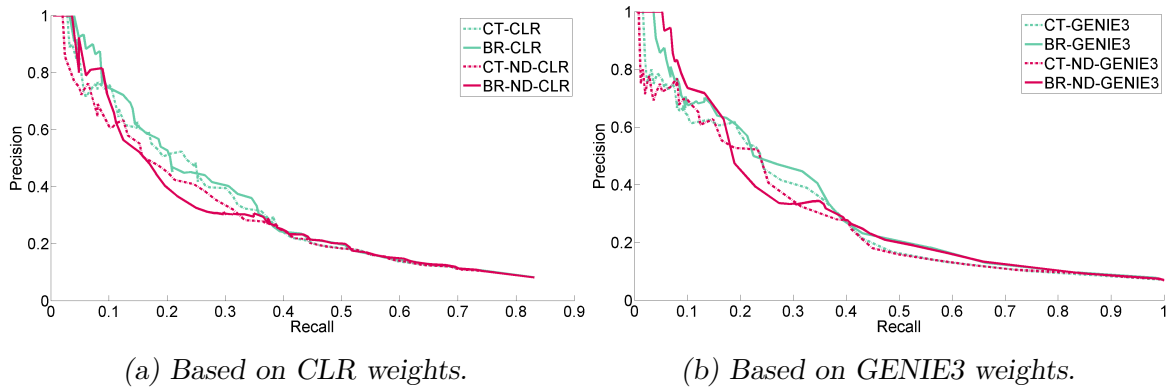 1
0.8
0.6
0.4
0.2
0
Precision
0
0.1
0.2
0.3
0.4
0.5
0.6
0.7
0.8
0.9
Recall
CT-CLR
BR-CLR
CT-ND-CLR
BR-ND-CLR
(a) Based on CLR weights.
1
0.8
0.6
0.4
0.2
0
Precision
0
0.1
0.2
0.3
0.4
0.5
0.6
0.7
0.8
0.9
1
Recall
CT-GENIE3
BR-GENIE3
CT-ND-GENIE3
BR-ND-GENIE3
(b) Based on GENIE3 weights.